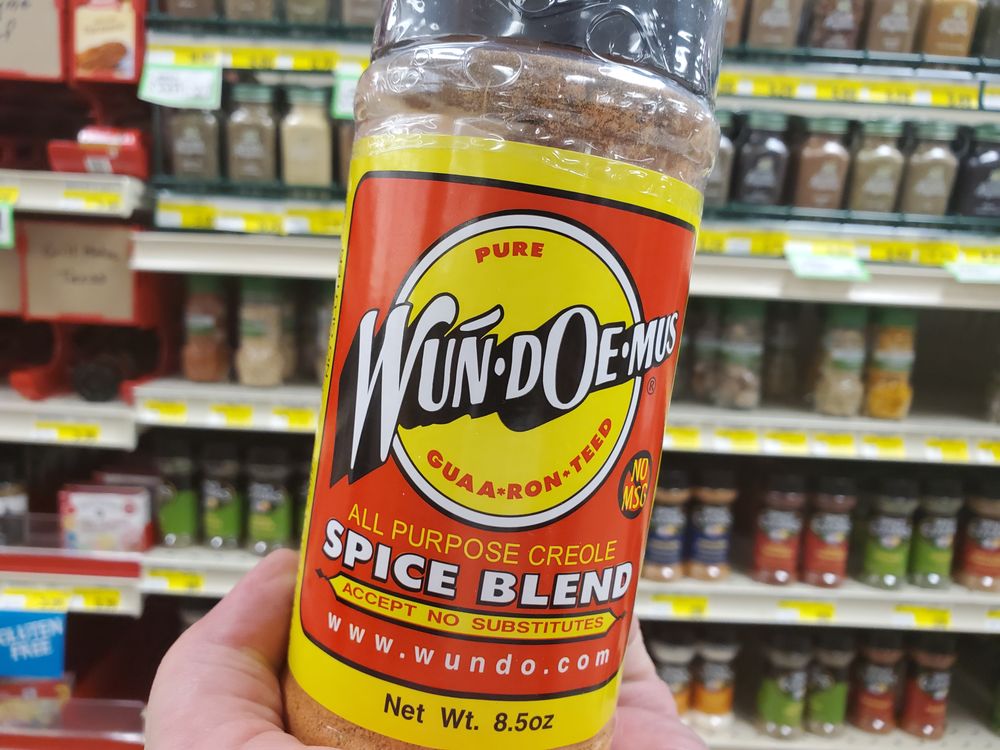 PURE
WUŃ·DOE·MUS®
GUAA*RON*TEED
NO
MSG
ALL PURPOSE CREOLE
SPICE BLEND
ACCEPT NO SUBSTITUTES
www.wundo.com
Net Wt. 8.5oz
GLUTEN
FREE